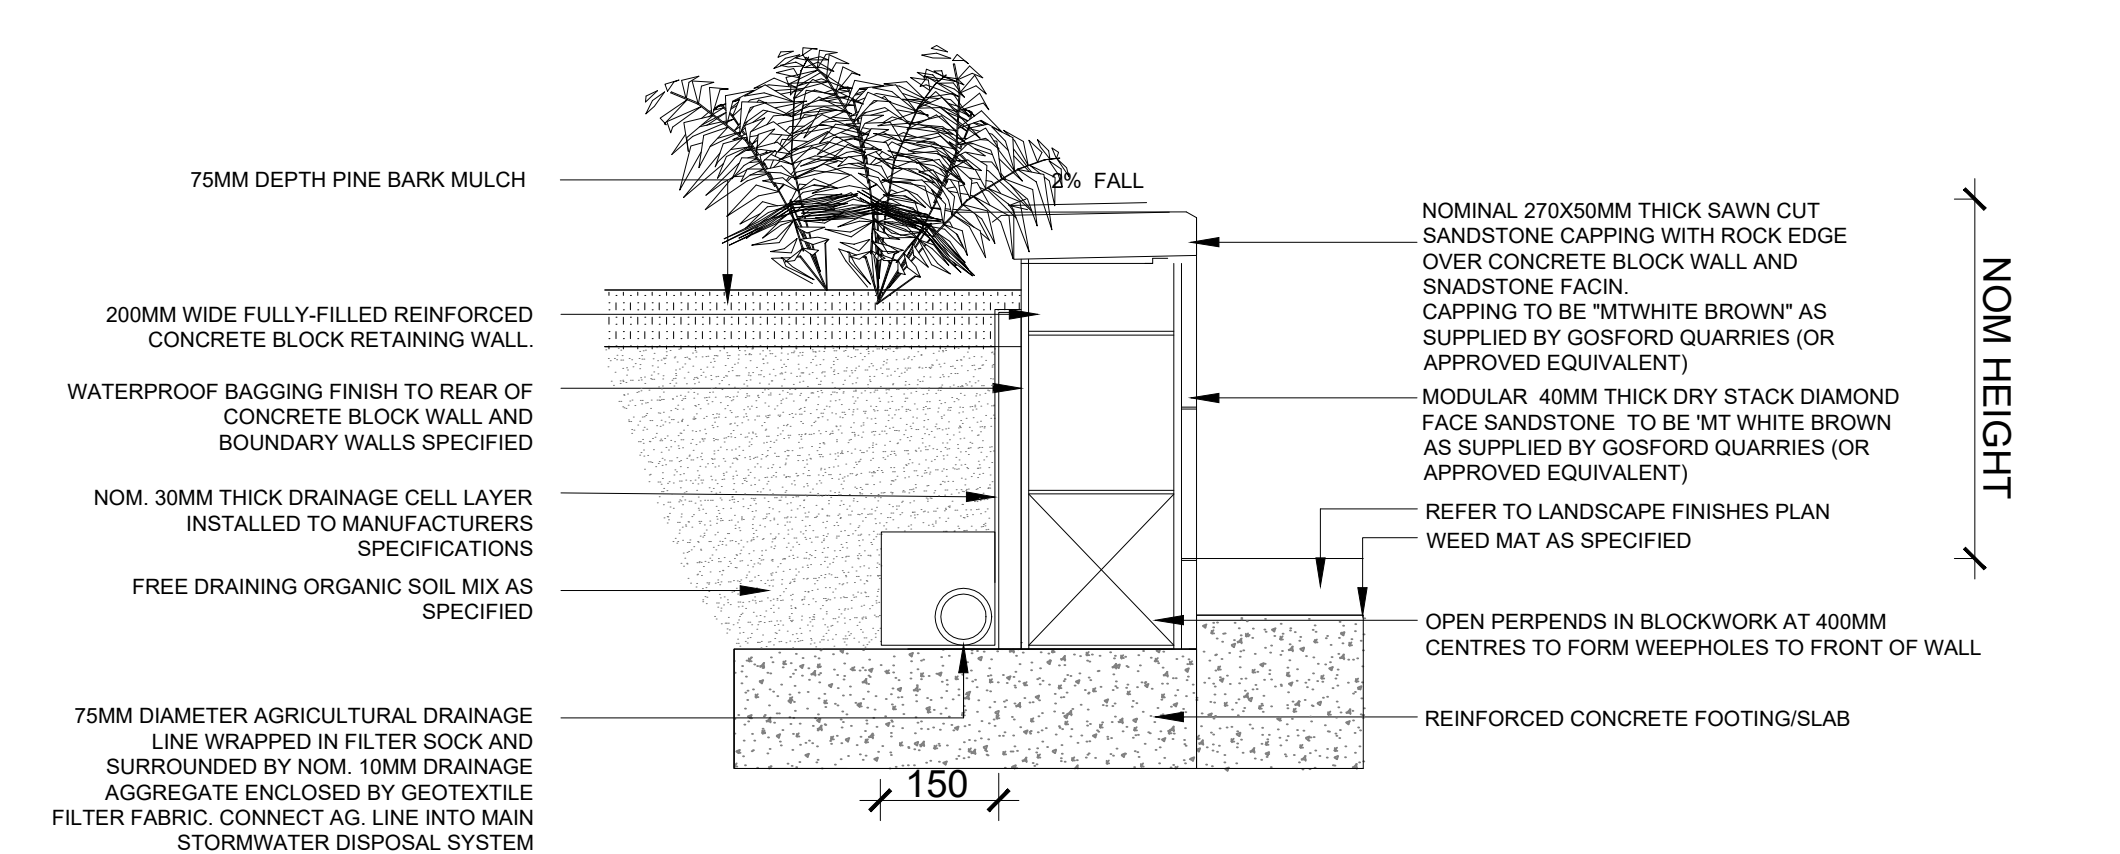 75MM DEPTH PINE BARK MULCH
200MM WIDE FULLY-FILLED REINFORCED
CONCRETE BLOCK RETAINING WALL.
WATERPROOF BAGGING FINISH TO REAR OF
CONCRETE BLOCK WALL AND
BOUNDARY WALLS SPECIFIED
NOM. 30MM THICK DRAINAGE CELL LAYER
INSTALLED TO MANUFACTURERS
SPECIFICATIONS
FREE DRAINING ORGANIC SOIL MIX AS
SPECIFIED
75MM DIAMETER AGRICULTURAL DRAINAGE
LINE WRAPPED IN FILTER SOCK AND
SURROUNDED BY NOM. 10MM DRAINAGE
AGGREGATE ENCLOSED BY GEOTEXTILE
FILTER FABRIC. CONNECT AG. LINE INTO MAIN
STORMWATER DISPOSAL SYSTEM
2% FALL
150
NOMINAL 270X50MM THICK SAWN CUT
SANDSTONE CAPPING WITH ROCK EDGE
OVER CONCRETE BLOCK WALL AND
SNADSTONE FACIN.
CAPPING TO BE "MTWHITE BROWN" AS
SUPPLIED BY GOSFORD QUARRIES (OR
APPROVED EQUIVALENT)
MODULAR 40MM THICK DRY STACK DIAMOND
FACE SANDSTONE TO BE 'MT WHITE BROWN
AS SUPPLIED BY GOSFORD QUARRIES (OR
APPROVED EQUIVALENT)
REFER TO LANDSCAPE FINISHES PLAN
WEED MAT AS SPECIFIED
OPEN PERPENDS IN BLOCKWORK AT 400MM
CENTRES TO FORM WEEPHOLES TO FRONT OF WALL
REINFORCED CONCRETE FOOTING/SLAB
NOM HEIGHT